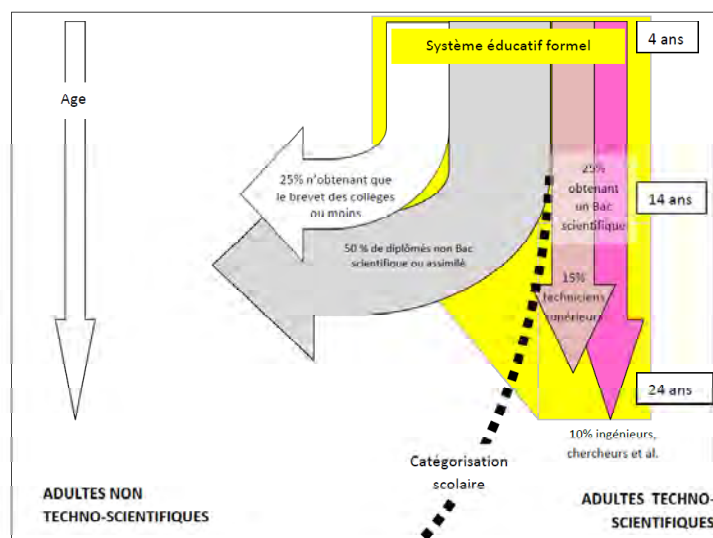 Système éducatif formel
4 ans
Age
25% n'obtenant que
le brevet des collèges
ou moins
25%
obtenant
un Bac
scientifique
14 ans
50 % de diplômés non Bac
scientifique ou assimilé
15%
techniciens
supérieurs
24 ans
10% ingénieurs,
chercheurs et al.
Catégorisation
scolaire
ADULTES NON
TECHNO-SCIENTIFIQUES
ADULTES TECHNO-
SCIENTIFIQUES